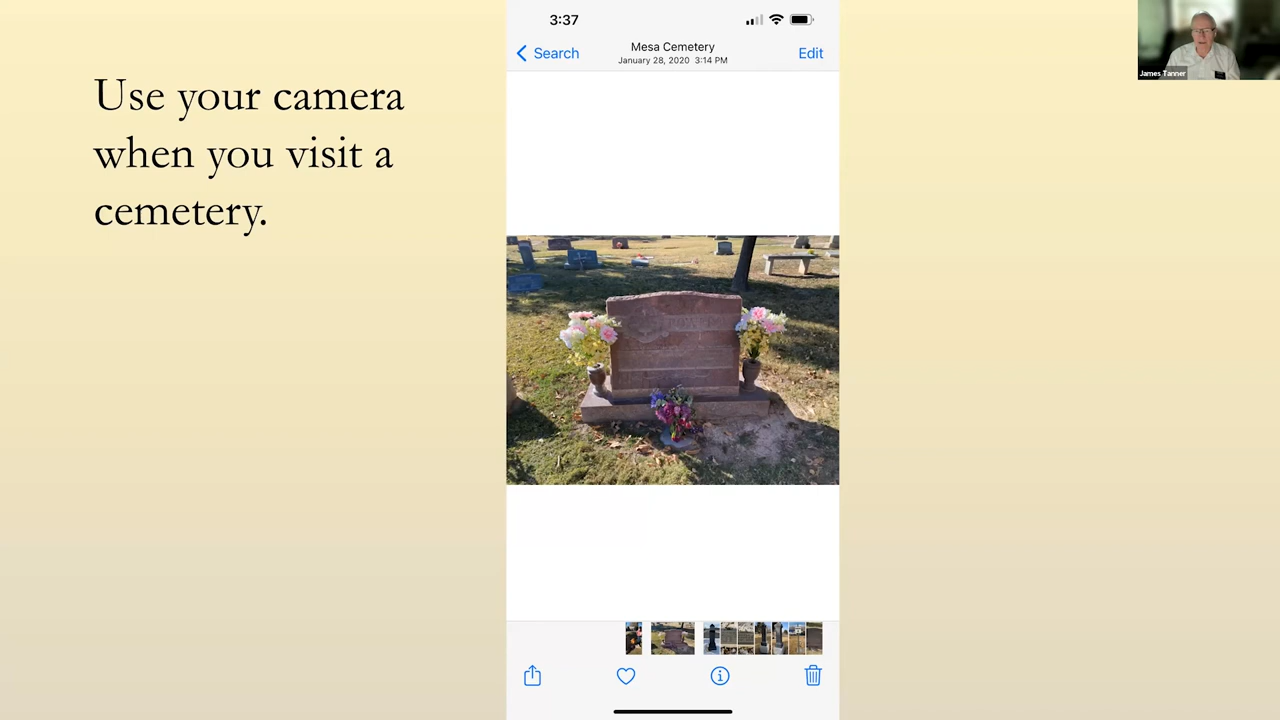 Use your camera
when you visit a
cemetery.
3:37
Search
Mesa Cemetery
January 28, 2020 3:14 PM
Edit
James Tanner